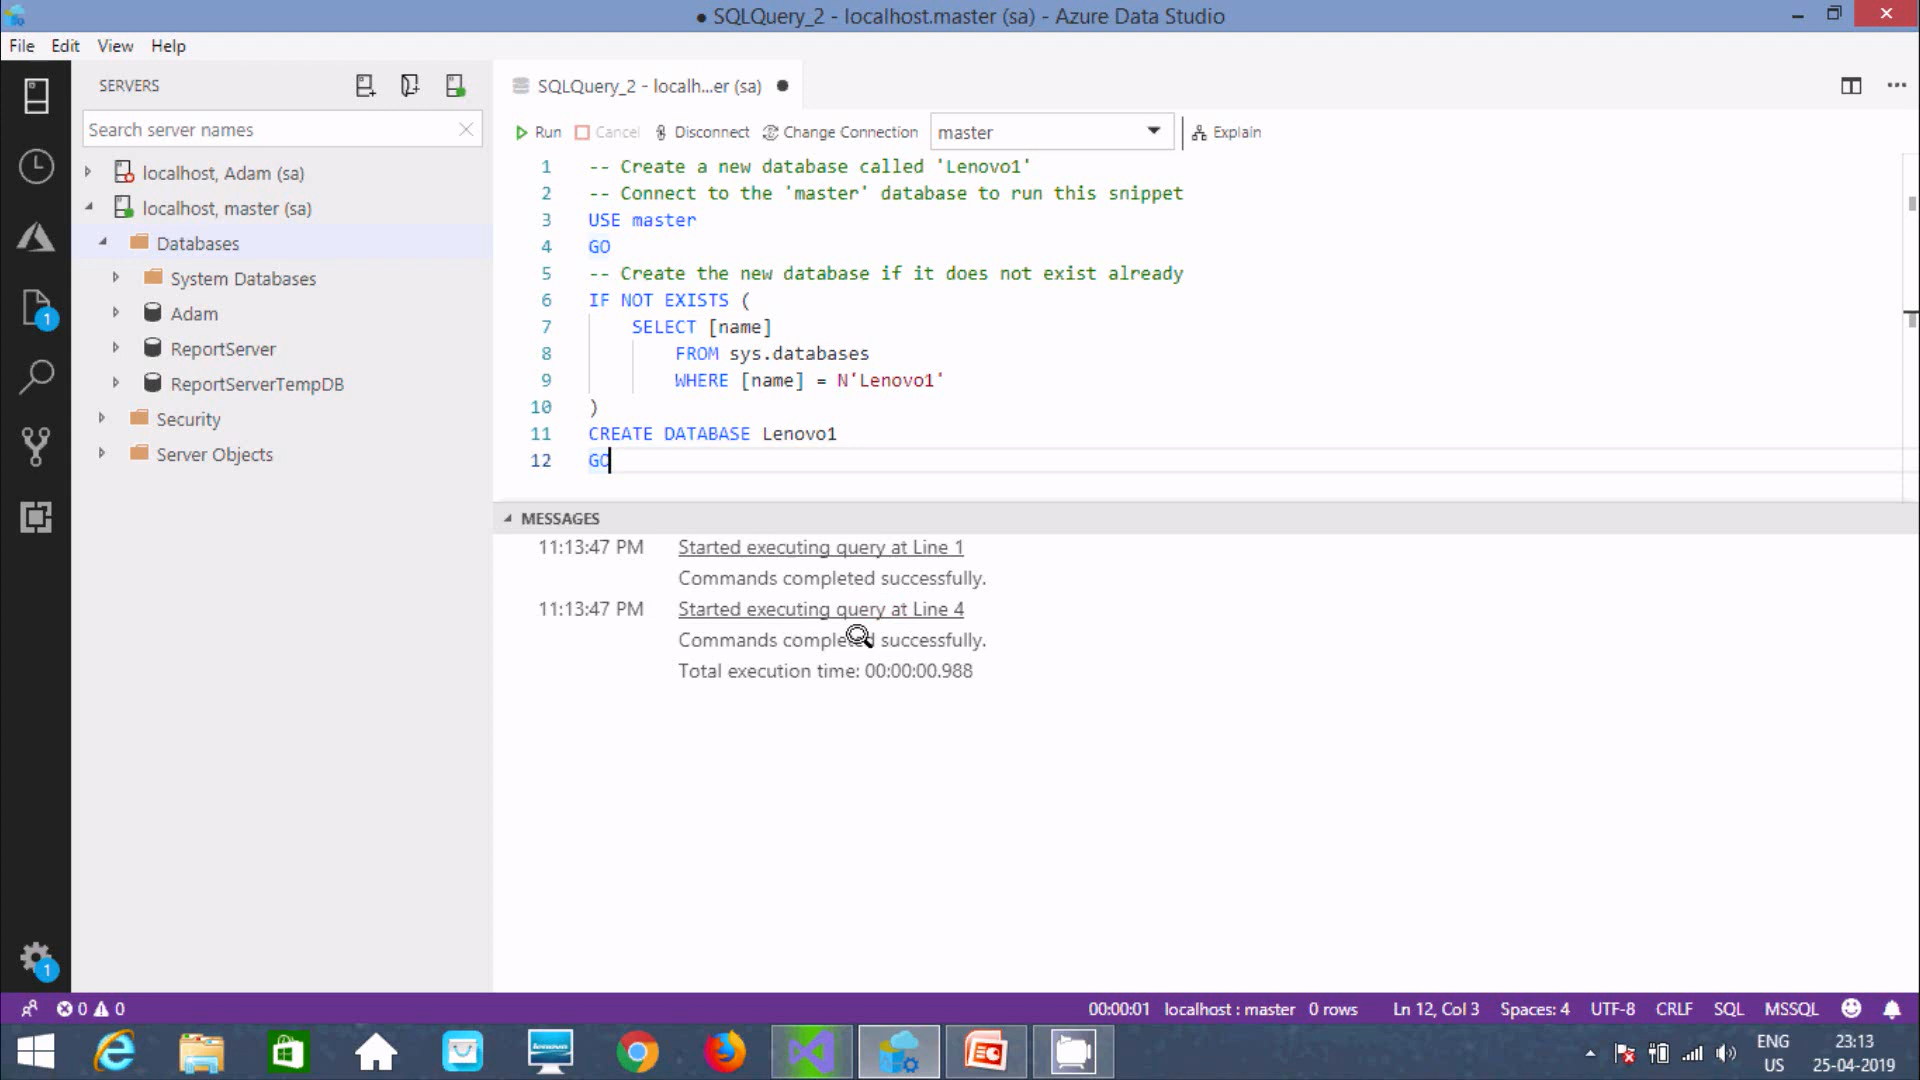 ● SQLQuery_2 - localhost.master (sa) - Azure Data Studio
File Edit View Help
SERVERS
Search server names
localhost, Adam (sa)
localhost, master (sa)
Databases
System Databases
Adam
ReportServer
ReportServerTempDB
Security
Server Objects
1
1
SQLQuery_2 - localh...er (sa) ●
Run Cancel Disconnect Change Connection master Explain
1 -- Create a new database called 'Lenovo1'
2 -- Connect to the 'master' database to run this snippet
3 USE master
4 GO
5 -- Create the new database if it does not exist already
6 IF NOT EXISTS (
7 SELECT [name]
8 FROM sys.databases
9 WHERE [name] = N'Lenovo1'
10 )
11 CREATE DATABASE Lenovo1
12 GO
MESSAGES
11:13:47 PM Started executing query at Line 1
Commands completed successfully.
11:13:47 PM Started executing query at Line 4
Commands completed successfully.
Total execution time: 00:00:00.988
0 0 00:00:01 localhost : master 0 rows Ln 12, Col 3 Spaces: 4 UTF-8 CRLF SQL MSSQL
lenovo
ENG 23:13
US 25-04-2019